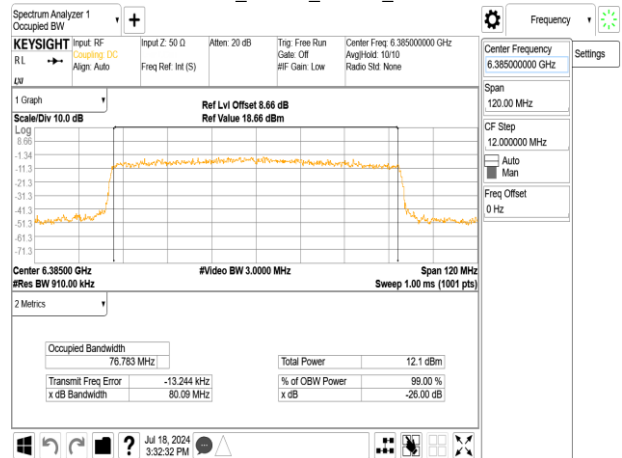 Spectrum Analyzer 1
Occupied BW
▼
+
Frequency
▼
KEYSIGHT
Input: RF
Input Z: 50 Ω
Atten: 20 dB
Trig: Free Run
Center Freq: 6.385000000 GHz
RL
Coupling: DC
Gate: Off
Avg|Hold: 10/10
Align: Auto
Freq Ref: Int (S)
#IF Gain: Low
Radio Std: None
LXI
Center Frequency
6.385000000 GHz
Settings
Span
120.00 MHz
CF Step
12.000000 MHz
Auto
Man
Freq Offset
0 Hz
1 Graph
▼
Ref Lvl Offset 8.66 dB
Scale/Div 10.0 dB
Ref Value 18.66 dBm
Log
8.66
-1.34
-11.3
-21.3
-31.3
-41.3
-51.3
-61.3
-71.3
Center 6.38500 GHz
#Video BW 3.0000 MHz
Span 120 MHz
#Res BW 910.00 kHz
Sweep 1.00 ms (1001 pts)
2 Metrics
▼
Occupied Bandwidth
76.783 MHz
Total Power
12.1 dBm
Transmit Freq Error
-13.244 kHz
% of OBW Power
99.00 %
x dB Bandwidth
80.09 MHz
x dB
-26.00 dB
?
Jul 18, 2024
3:32:32 PM